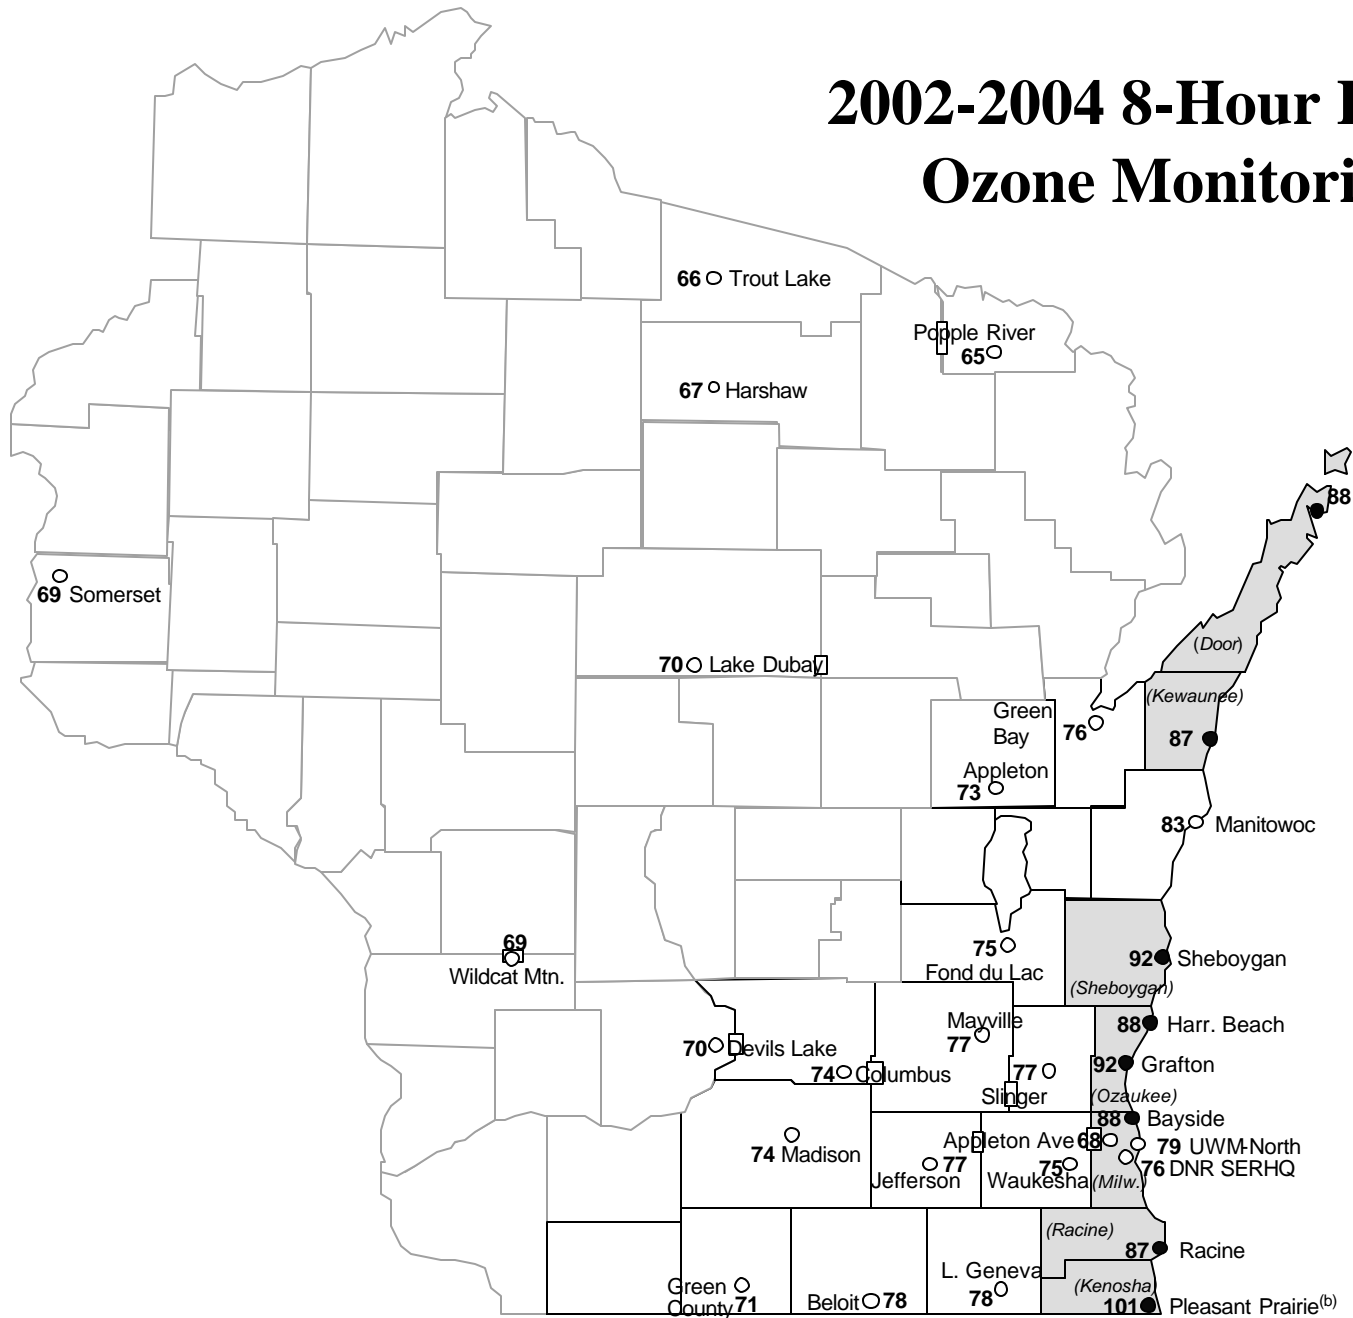 2002-2004 8-Hour
Ozone Monitori
66 Trout Lake
Popple River
65
67 Harshaw
88
69 Somerset
(Door)
70 Lake Dubay
(Kewaunee)
Green
Bay
76
87
Appleton
73
83 Manitowoc
69
Wildcat Mtn.
75
Fond du Lac
92 Sheboygan
(Sheboygan)
Mayville
77
88 Harr. Beach
70 Devils Lake
74 Columbus
77
Slinger
92 Grafton
(Ozaukee)
88 Bayside
74 Madison
Appleton Ave 68
79 UWM-North
77
Jefferson
75
Waukesha
(Milw.)
76 DNR SERHQ
(Racine)
87 Racine
Green
County 71
Beloit 78
L. Geneva
78
(Kenosha)
101 Pleasant Prairie(b)